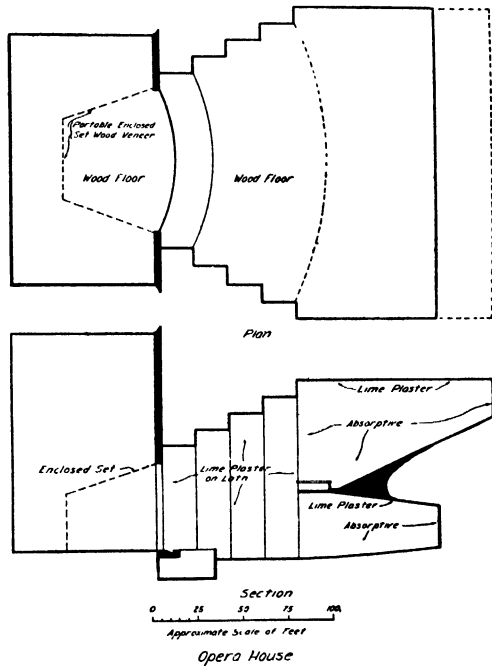 Portable Enclosed
Set Wood Veneer
Wood Floor
Wood Floor
Plan
Lime Plaster
Absorptive
Enclosed Set
Lime Plaster
on Lath
Lime Plaster
Absorptive
Section
0 25 50 75 100
Approximate Scale of Feet
Opera House